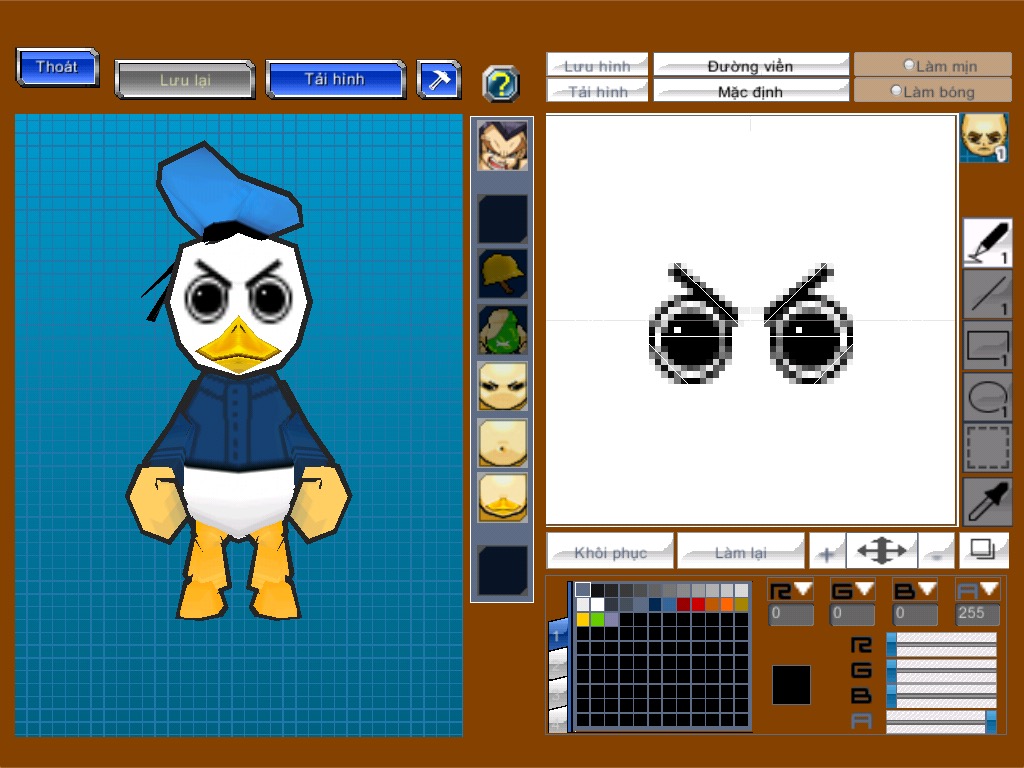 Thoát
Lưu lại
Tải hình
?
Lưu hình
Đường viền
Làm mịn
Tải hình
Mặc định
Làm bóng
1
1
1
1
1
Khôi phục
Làm lại
+
-
R
G
B
A
0
0
0
255
1
R
G
B
A